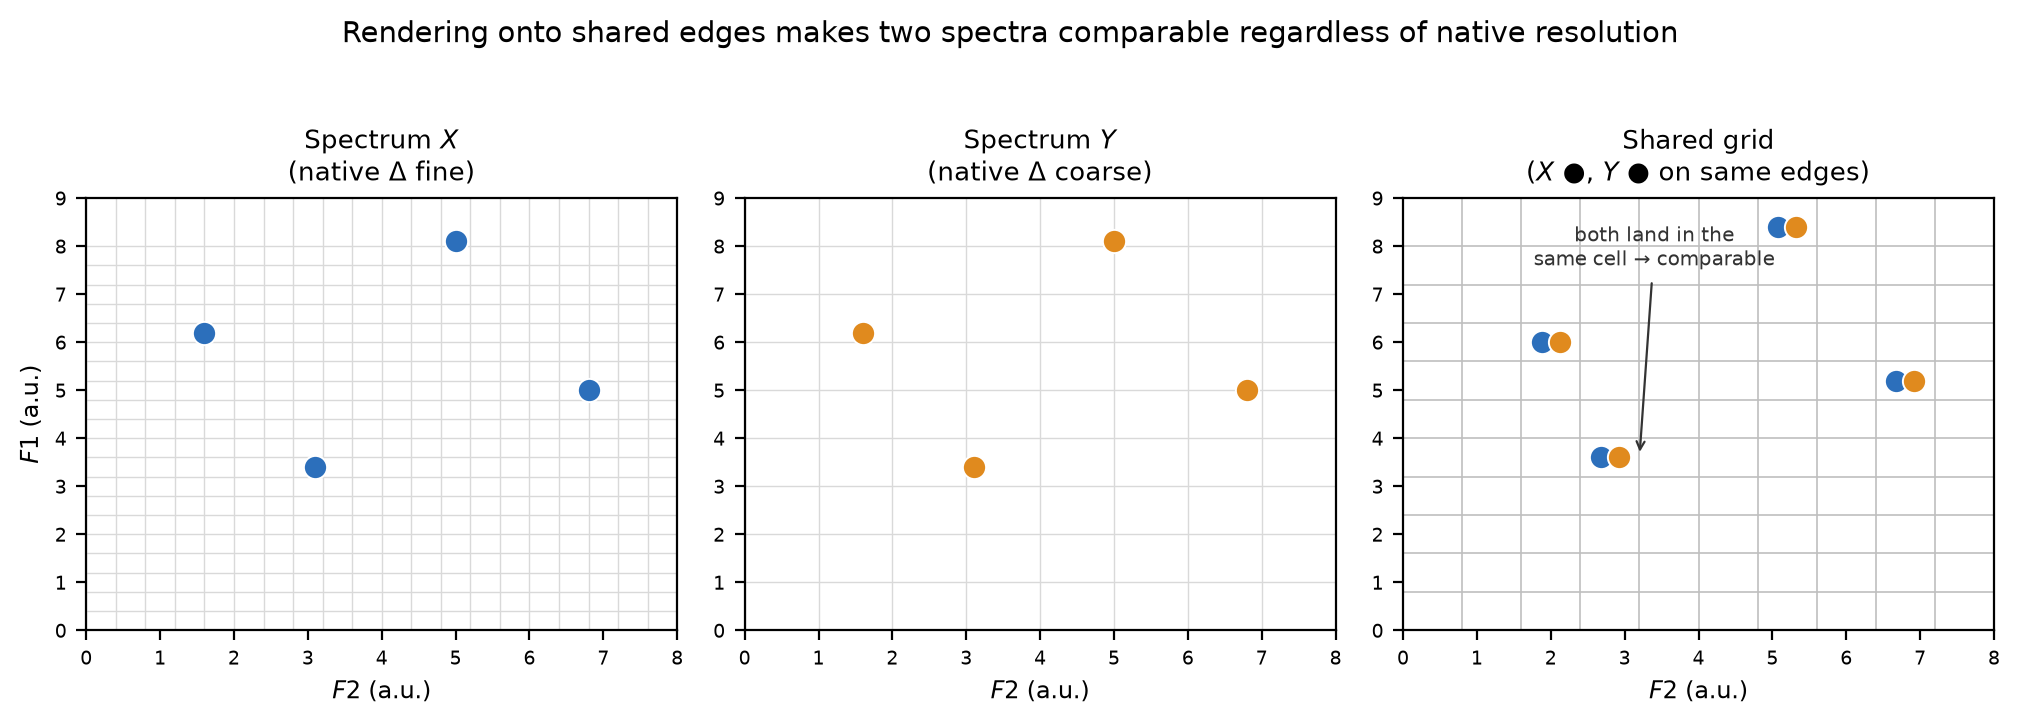 Rendering onto shared edges makes two spectra comparable regardless of native resolution
Spectrum X
(native Δ fine)
9
8
7
6
5
4
3
2
1
0
F1 (a.u.)
0 1 2 3 4 5 6 7 8
F2 (a.u.)
Spectrum Y
(native Δ coarse)
9
8
7
6
5
4
3
2
1
0
0 1 2 3 4 5 6 7 8
F2 (a.u.)
Shared grid
(X ●, Y ● on same edges)
both land in the
same cell → comparable
9
8
7
6
5
4
3
2
1
0
0 1 2 3 4 5 6 7 8
F2 (a.u.)